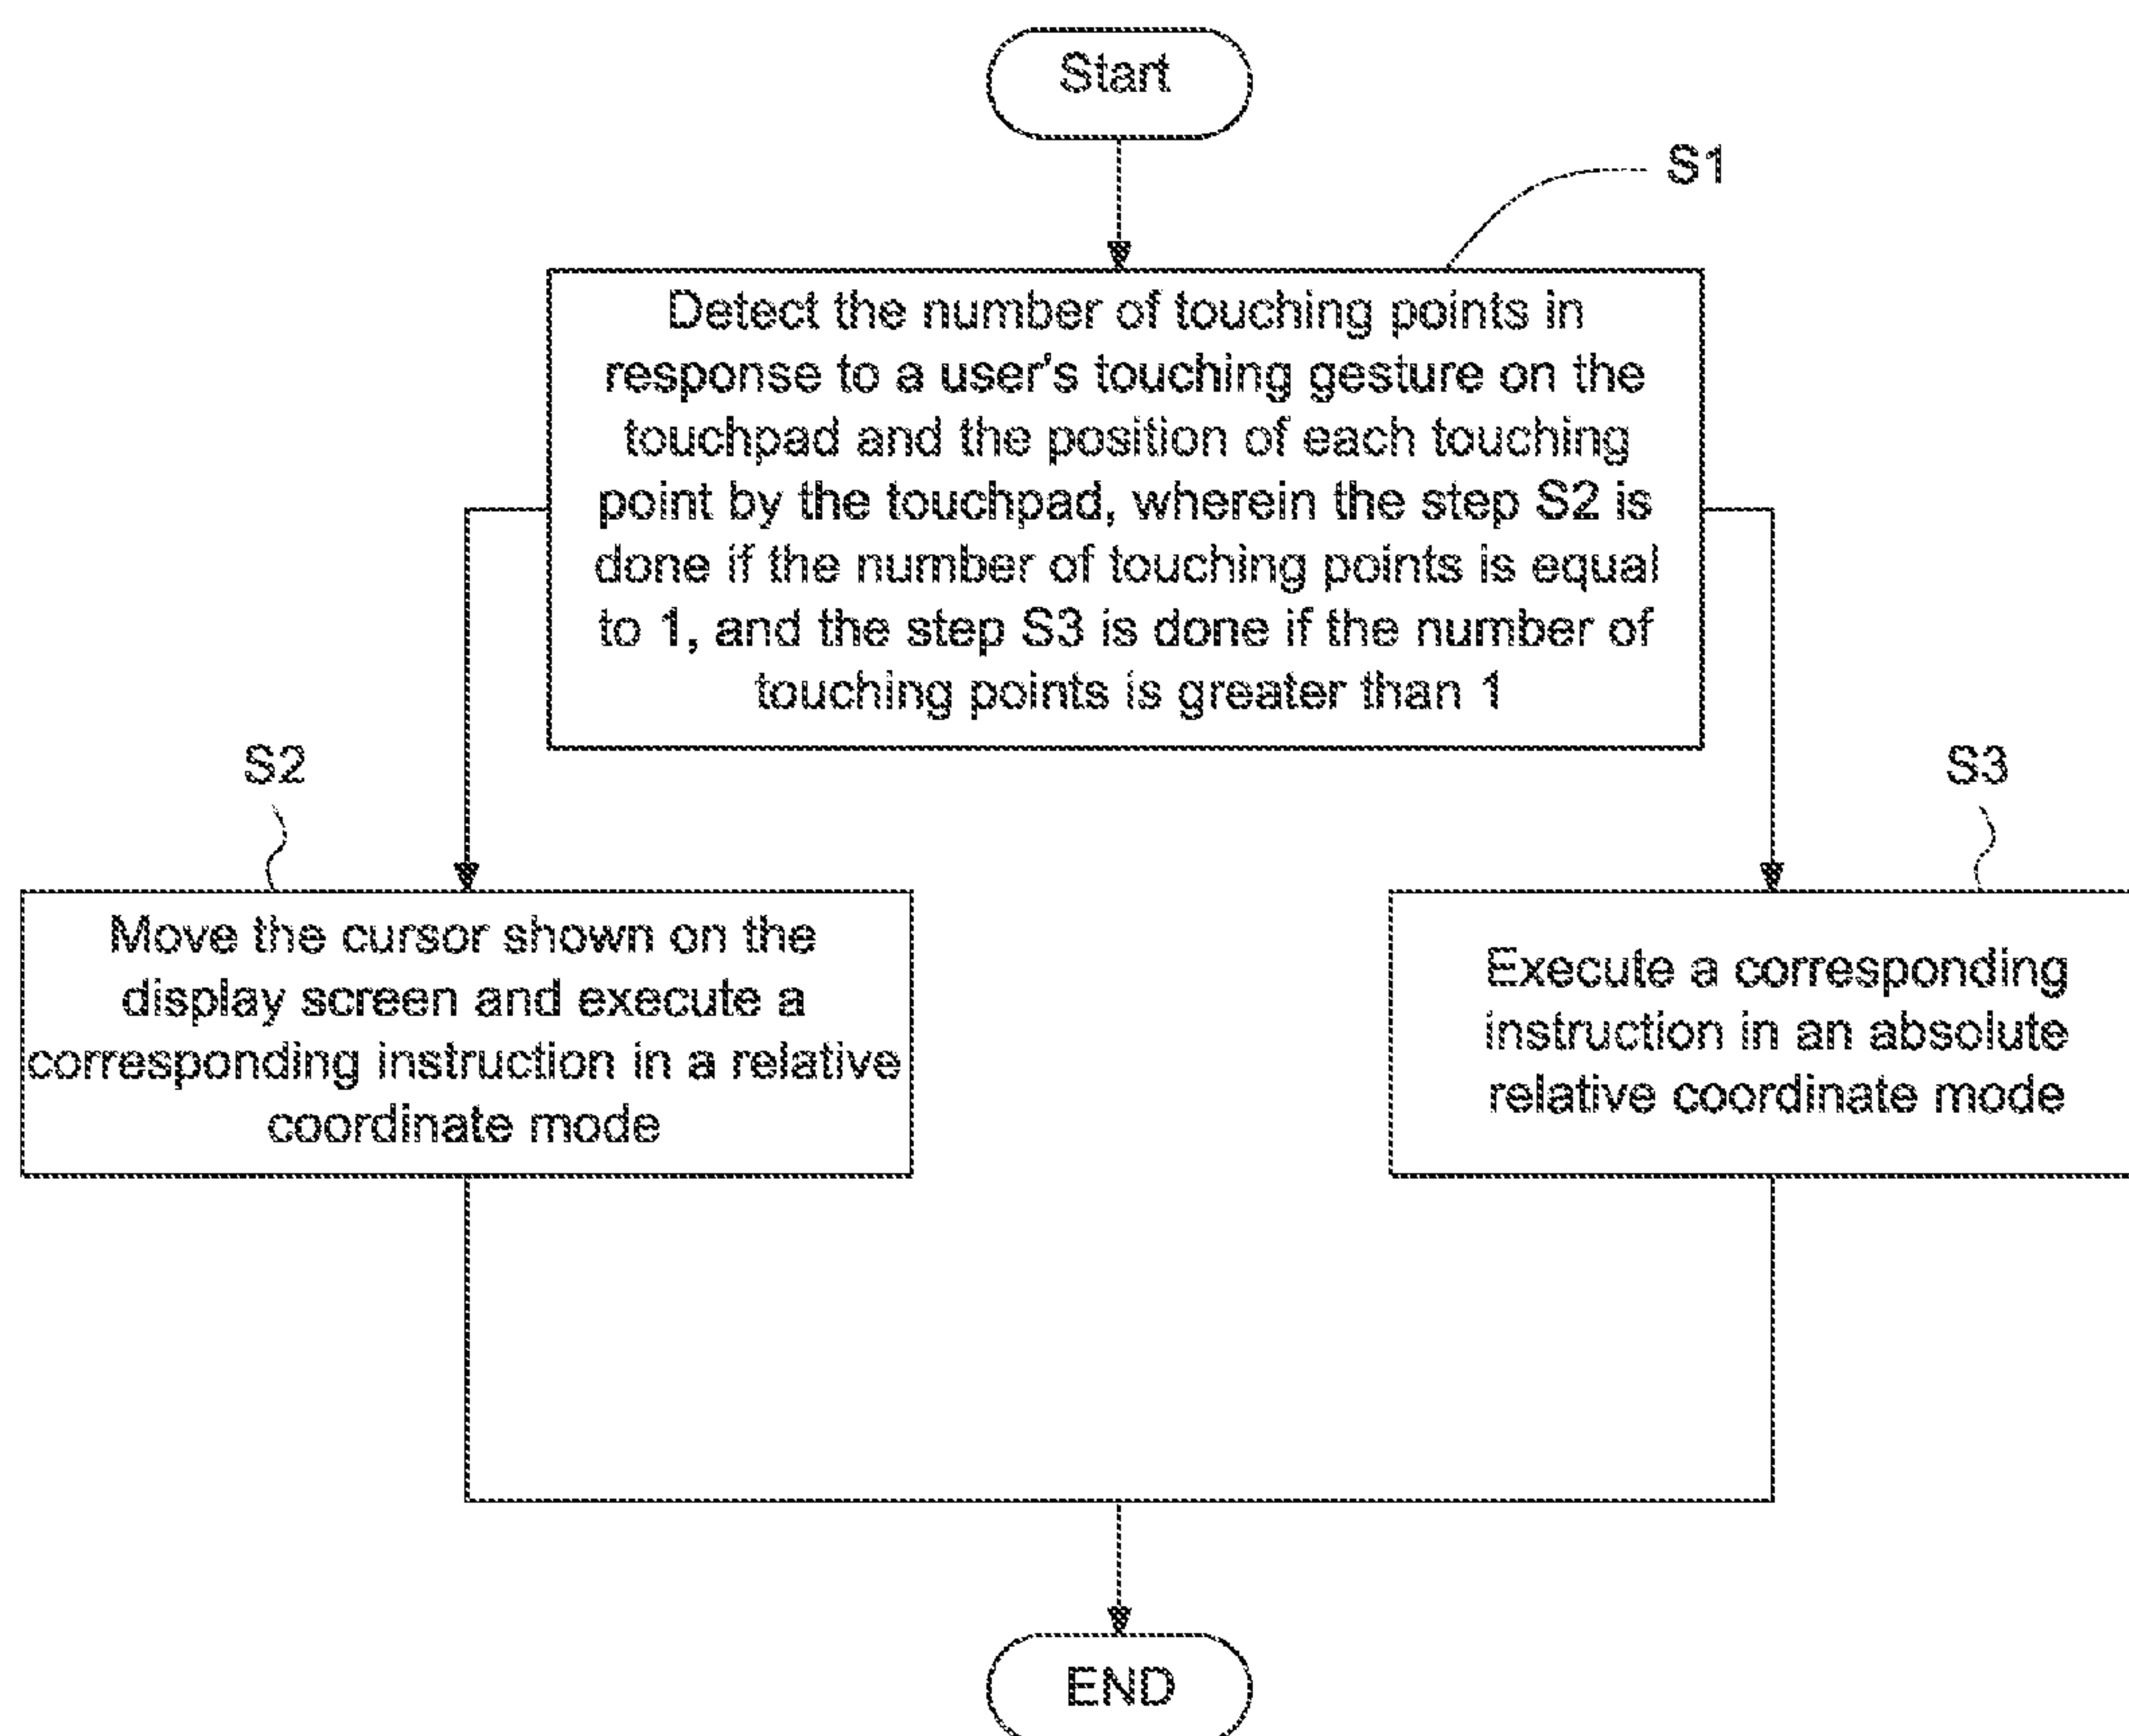 Start
S1
Detect the number of touching points in
response to a user's touching gesture on the
touchpad and the position of each touching
point by the touchpad, wherein the step S2 is
done if the number of touching points is equal
to 1, and the step S3 is done if the number of
touching points is greater than 1
S2
S3
Move the cursor shown on the
display screen and execute a
corresponding instruction in a relative
coordinate mode
Execute a corresponding
instruction in an absolute
relative coordinate mode
END